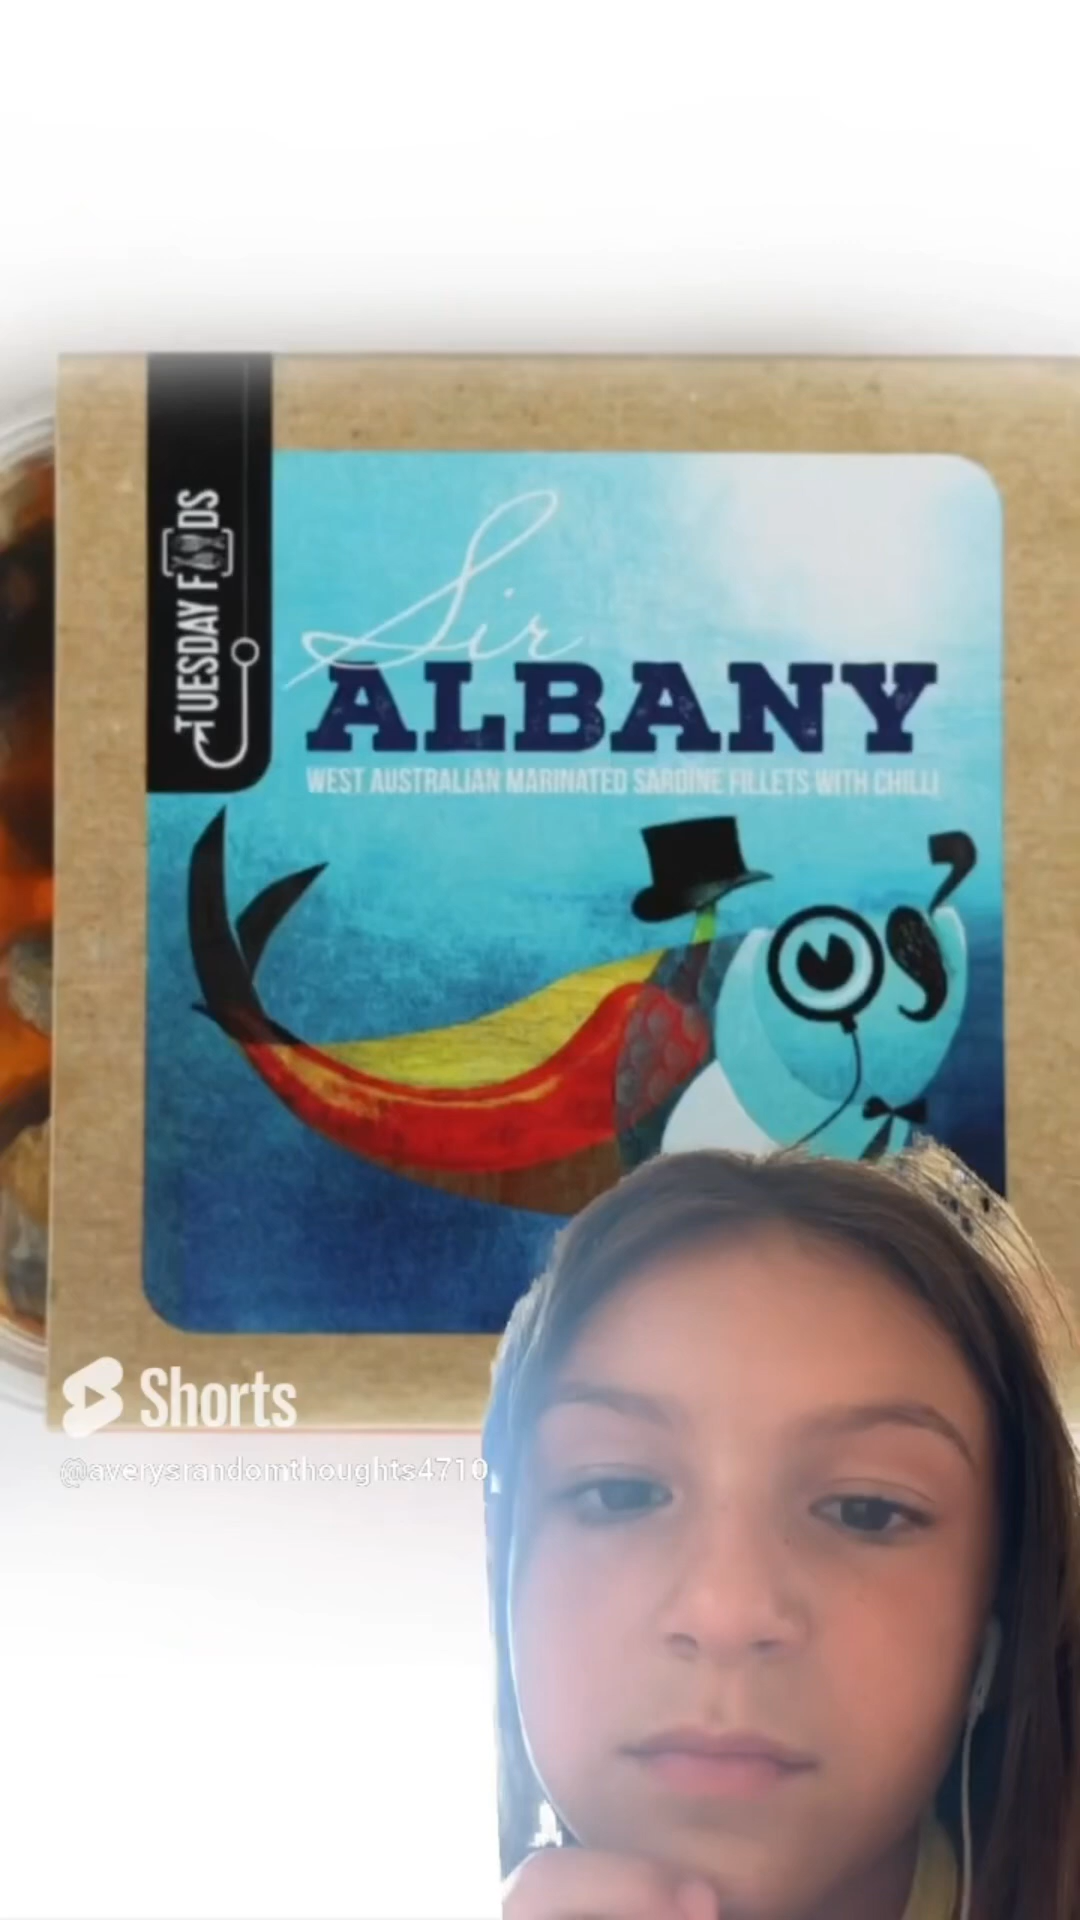 TUESDAY FOODS
Sir
ALBANY
WEST AUSTRALIAN MARINATED SARDINE FILLETS WITH CHILLI
Shorts
@averysrandomthoughts4710